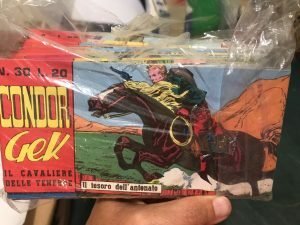 N. 30 L. 20
CONDOR
GEK
IL CAVALIERE
DELLE TENEBRE
Il tesoro dell'antenato